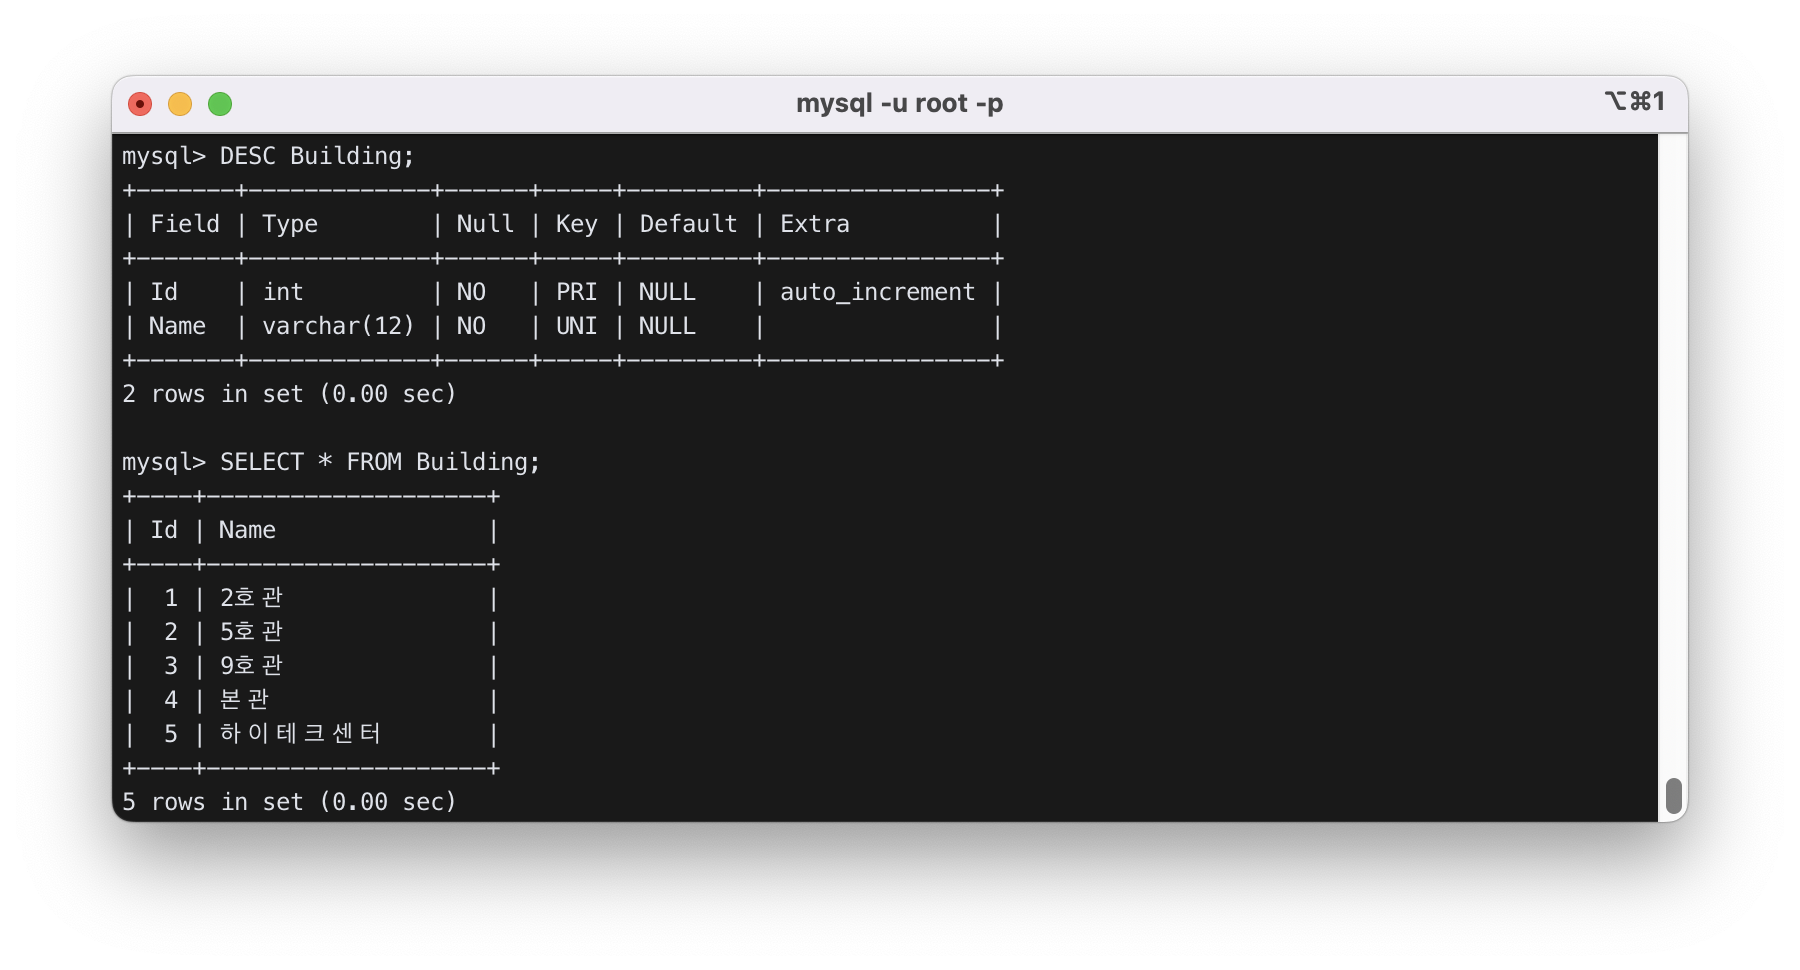 mysql -u root -p
⌥⌘1
mysql> DESC Building;
+-------+-------------+------+-----+---------+----------------+
| Field | Type        | Null | Key | Default | Extra          |
+-------+-------------+------+-----+---------+----------------+
| Id    | int         | NO   | PRI | NULL    | auto_increment |
| Name  | varchar(12) | NO   | UNI | NULL    |                |
+-------+-------------+------+-----+---------+----------------+
2 rows in set (0.00 sec)
mysql> SELECT * FROM Building;
+----+--------------------+
| Id | Name               |
+----+--------------------+
|  1 | 2호관               |
|  2 | 5호관               |
|  3 | 9호관               |
|  4 | 본관                |
|  5 | 하이테크센터        |
+----+--------------------+
5 rows in set (0.00 sec)